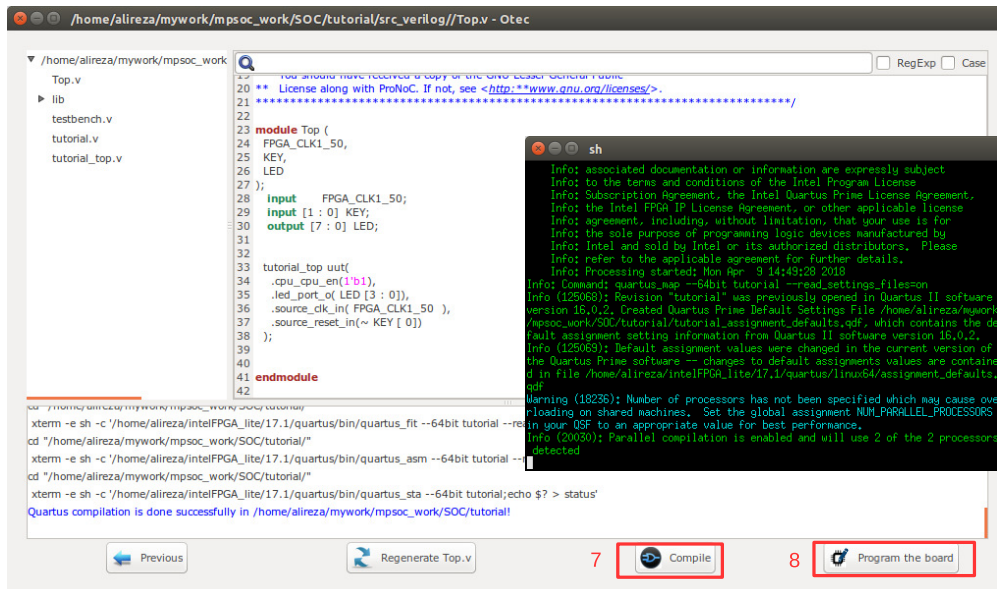 /home/alireza/mywork/mpsoc_work/SOC/tutorial/src_verilog//Top.v - Otec
/home/alireza/mywork/mpsoc_work
Top.v
lib
testbench.v
tutorial.v
tutorial_top.v
RegExp Case
19 You should have received a copy of the GNU Lesser General Public
20 ** License along with ProNoC. If not, see <http:**www.gnu.org/licenses/>.
21 ******************************************************************************/
22
23 module Top (
24 FPGA_CLK1_50,
25 KEY,
26 LED
27 );
28 input FPGA_CLK1_50;
29 input [1 : 0] KEY;
30 output [7 : 0] LED;
31
32
33 tutorial_top uut(
34 .cpu_cpu_en(1'b1),
35 .led_port_o( LED [3 : 0]),
36 .source_clk_in( FPGA_CLK1_50 ),
37 .source_reset_in(~ KEY [ 0])
38 );
39
40
41 endmodule
42
sh
Info: associated documentation or information are expressly subject
Info: to the terms and conditions of the Intel Program License
Info: Subscription Agreement, the Intel Quartus Prime License Agreement,
Info: the Intel FPGA IP License Agreement, or other applicable license
Info: agreement, including, without limitation, that your use is for
Info: the sole purpose of programming logic devices manufactured by
Info: Intel and sold by Intel or its authorized distributors. Please
Info: refer to the applicable agreement for further details.
Info: Processing started: Mon Apr 9 14:49:28 2018
Info: Command: quartus_map --64bit tutorial --read_settings_files=on
Info (125068): Revision "tutorial" was previously opened in Quartus II software
version 16.0.2. Created Quartus Prime Default Settings File /home/alireza/mywork
/mpsoc_work/SOC/tutorial/tutorial_assignment_defaults.qdf, which contains the de
fault assignment setting information from Quartus II software version 16.0.2.
Info (125069): Default assignment values were changed in the current version of
the Quartus Prime software -- changes to default assignments values are containe
d in file /home/alireza/intelFPGA_lite/17.1/quartus/linux64/assignment_defaults.
qdf
Warning (18236): Number of processors has not been specified which may cause ove
rloading on shared machines. Set the global assignment NUM_PARALLEL_PROCESSORS
in your QSF to an appropriate value for best performance.
Info (20030): Parallel compilation is enabled and will use 2 of the 2 processors
detected
cd "/home/alireza/mywork/mpsoc_work/SOC/tutorial/"
xterm -e sh -c '/home/alireza/intelFPGA_lite/17.1/quartus/bin/quartus_fit --64bit tutorial --rea
cd "/home/alireza/mywork/mpsoc_work/SOC/tutorial/"
xterm -e sh -c '/home/alireza/intelFPGA_lite/17.1/quartus/bin/quartus_asm --64bit tutorial --r
cd "/home/alireza/mywork/mpsoc_work/SOC/tutorial/"
xterm -e sh -c '/home/alireza/intelFPGA_lite/17.1/quartus/bin/quartus_sta --64bit tutorial;echo $? > status'
Quartus compilation is done successfully in /home/alireza/mywork/mpsoc_work/SOC/tutorial!
Previous
Regenerate Top.v
7
Compile
8
Program the board